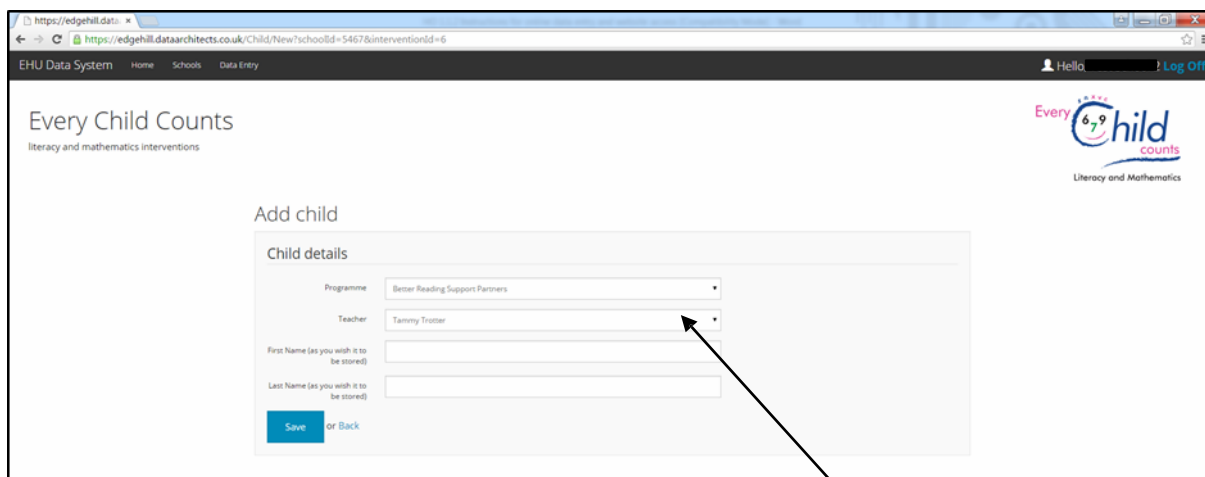 https://edgehill.data
https://edgehill.dataarchitects.co.uk/Child/New?schoolId=5467&interventionId=6
EHU Data System Home Schools Data Entry Hello ! Log Off
Every Child Counts
literacy and mathematics interventions
Every Child counts
6 7 9
Literacy and Mathematics
Add child
Child details
Programme Better Reading Support Partners
Teacher Tammy Trotter
First Name (as you wish it to
be stored)
Last Name (as you wish it to
be stored)
Save or Back